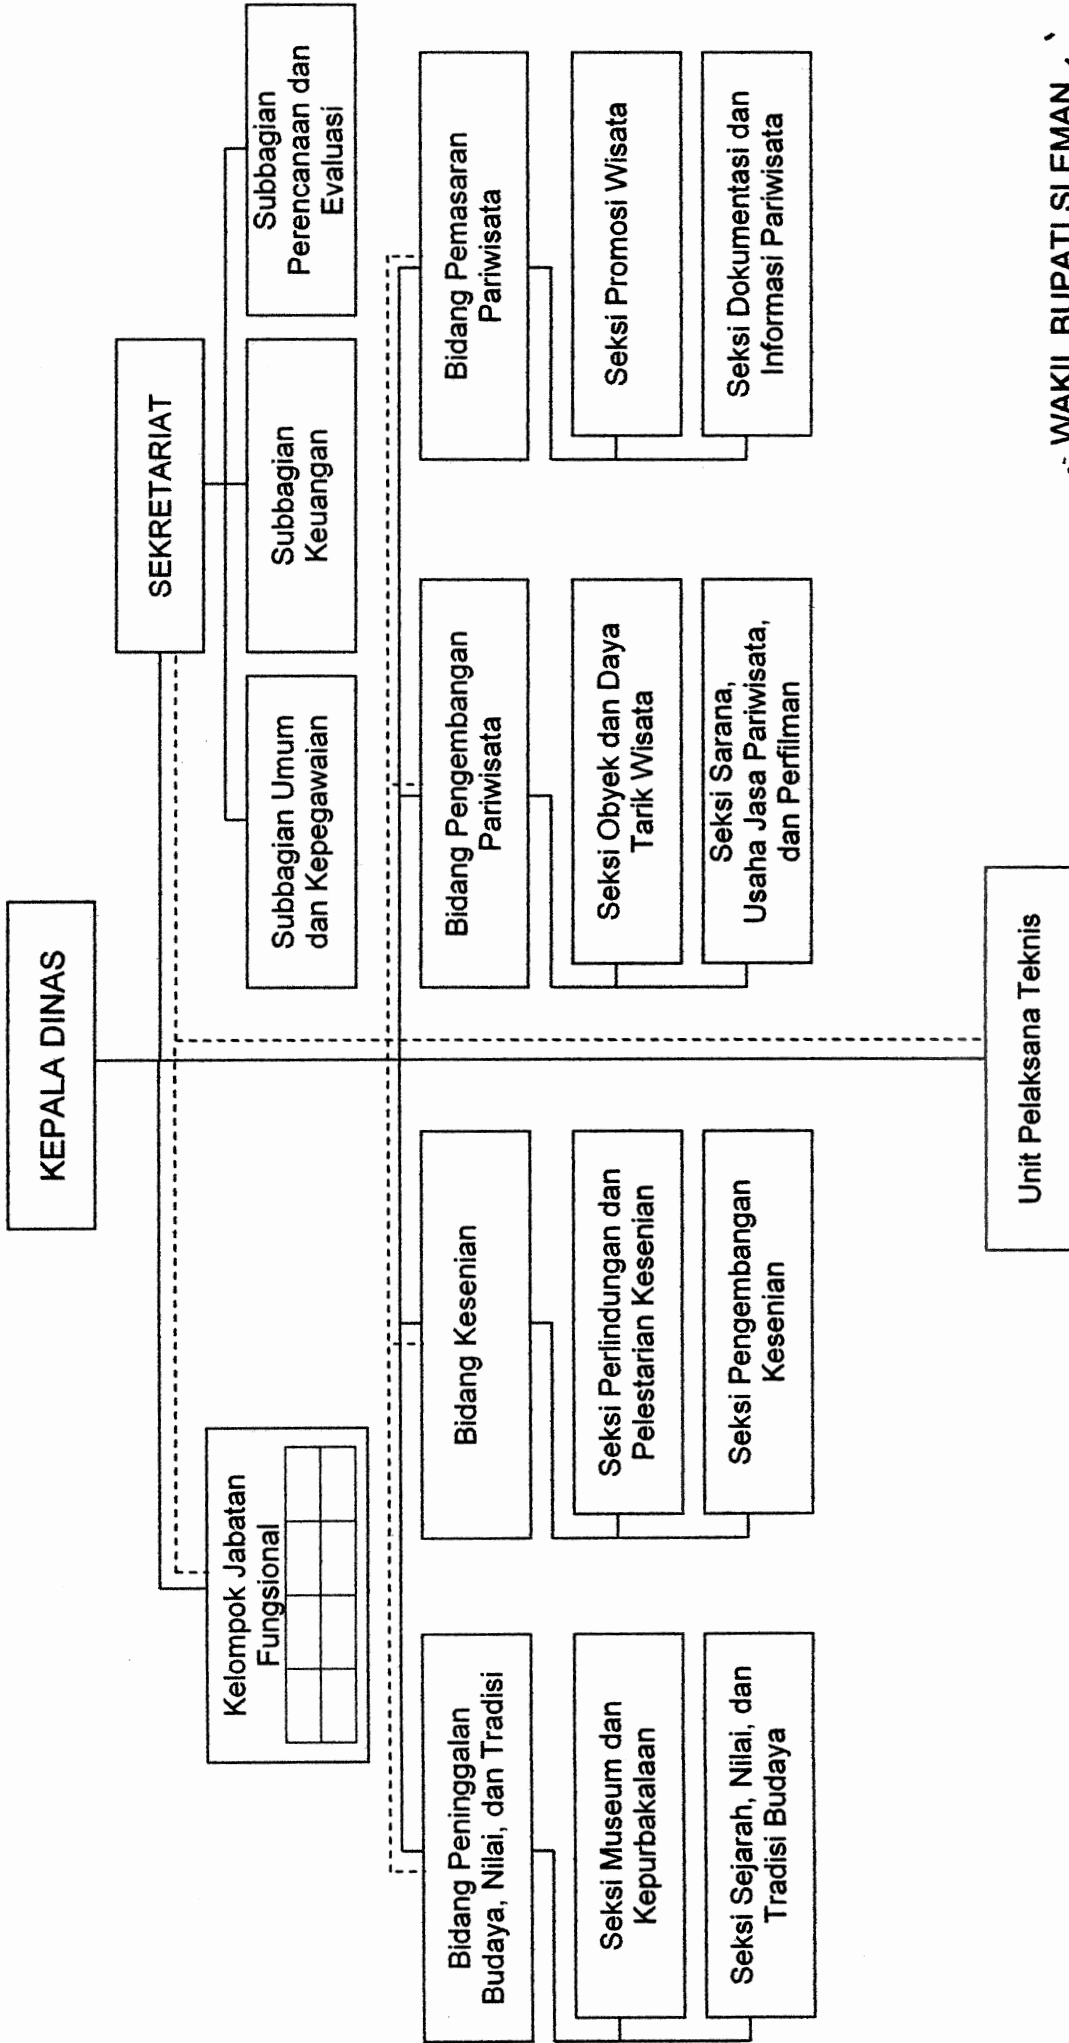 KEPALA DINAS
SEKRETARIAT
Kelompok Jabatan
Fungsional
Subbagian Umum
dan Kepegawaian
Subbagian
Keuangan
Subbagian
Perencanaan dan
Evaluasi
Bidang Peninggalan
Budaya, Nilai, dan Tradisi
Bidang Kesenian
Bidang Pengembangan
Pariwisata
Bidang Pemasaran
Pariwisata
Seksi Museum dan
Kepurbakalaan
Seksi Perlindungan dan
Pelestarian Kesenian
Seksi Obyek dan Daya
Tarik Wisata
Seksi Promosi Wisata
Seksi Sejarah, Nilai, dan
Tradisi Budaya
Seksi Pengembangan
Kesenian
Seksi Sarana,
Usaha Jasa Pariwisata,
dan Perfilman
Seksi Dokumentasi dan
Informasi Pariwisata
Unit Pelaksana Teknis
WAKIL BUPATI SLEMAN